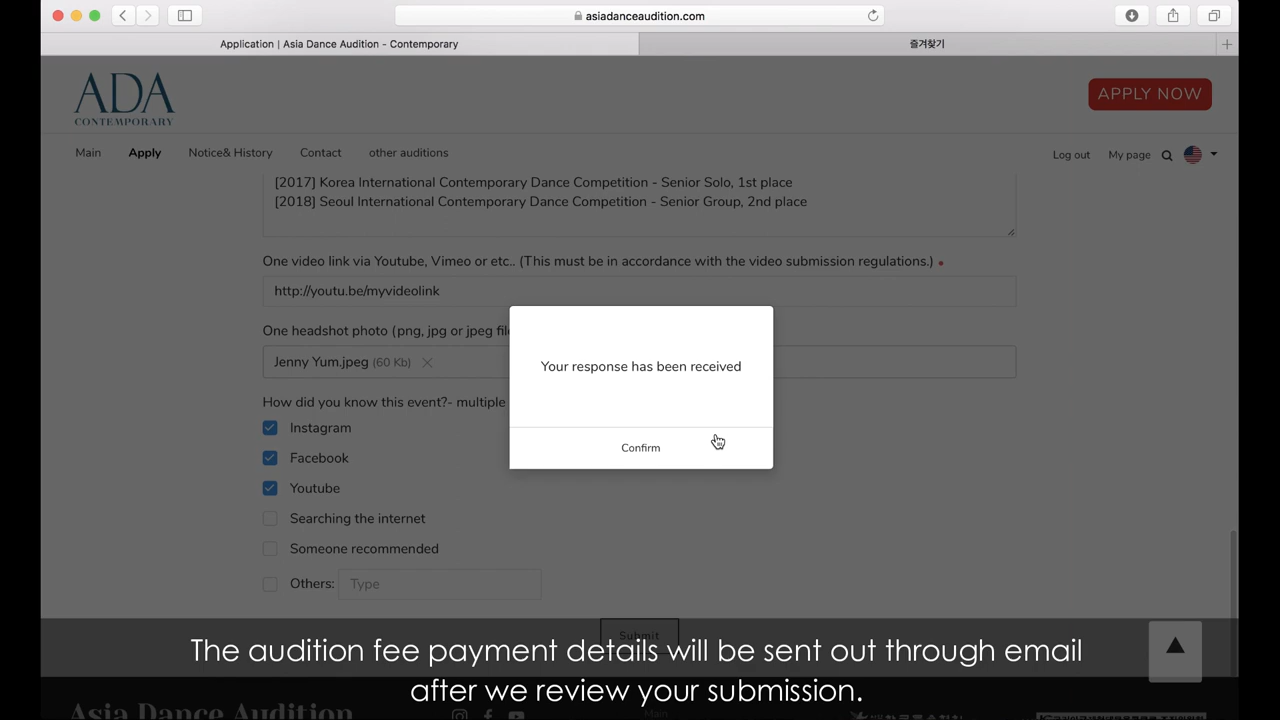 asiadanceaudition.com
Application | Asia Dance Audition - Contemporary
즐겨찾기
ADA
CONTEMPORARY
APPLY NOW
Main
Apply
Notice& History
Contact
other auditions
Log out
My page
[2017] Korea International Contemporary Dance Competition - Senior Solo, 1st place
[2018] Seoul International Contemporary Dance Competition - Senior Group, 2nd place
One video link via Youtube, Vimeo or etc.. (This must be in accordance with the video submission regulations.)
http://youtu.be/myvideolink
One headshot photo (png, jpg or jpeg
Jenny Yum.jpeg (60 Kb)
Your response has been received
Confirm
How did you know this event?- multiple
Instagram
Facebook
Youtube
Searching the internet
Someone recommended
Others: Type
Submit
The audition fee payment details will be sent out through email
after we review your submission.
Asia Dance Audition
Main